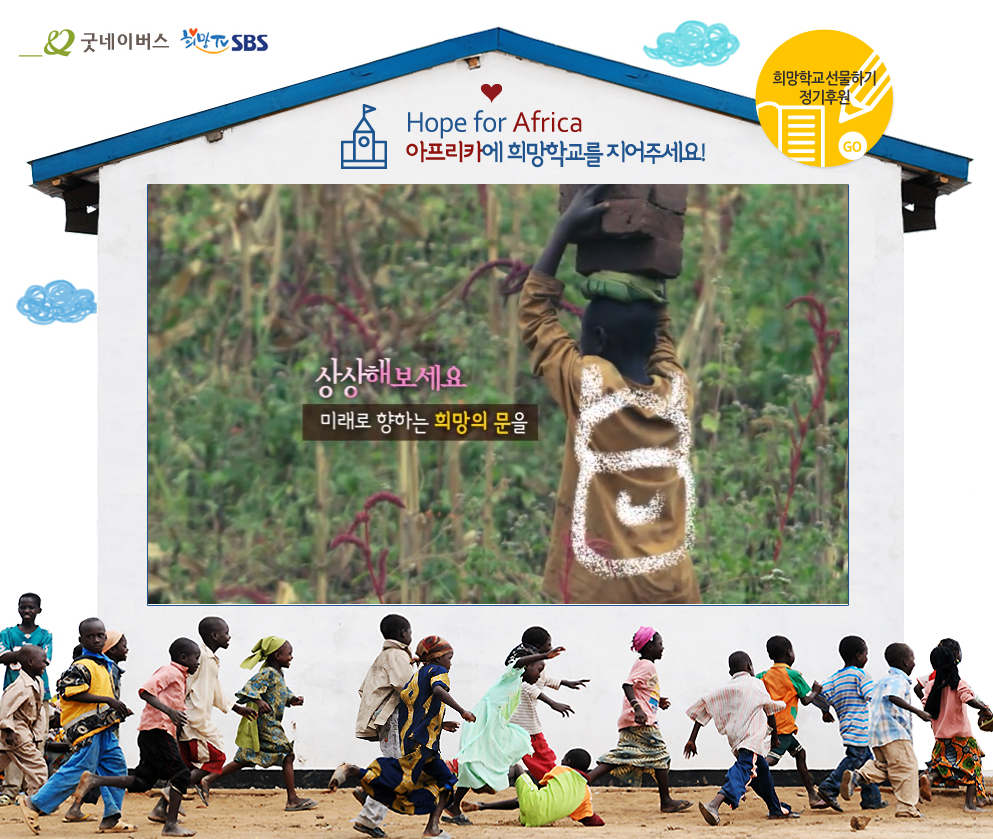 굿네이버스 희망TV SBS
희망학교 선물하기
정기후원
GO
Hope for Africa
아프리카에 희망학교를 지어주세요!
상상해보세요
미래로 향하는 희망의 문을